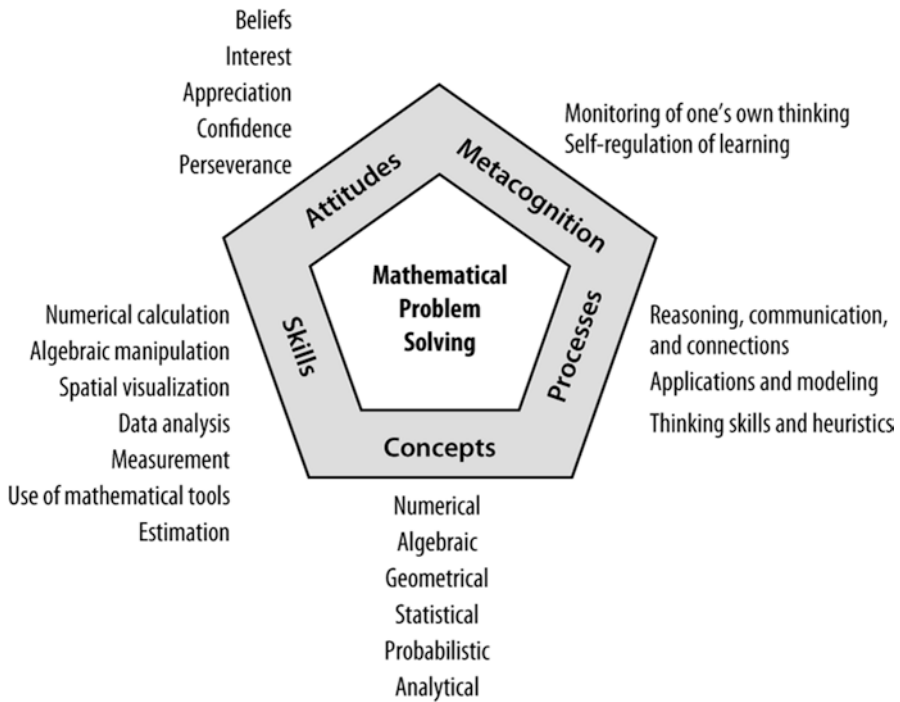 Beliefs
Interest
Appreciation
Confidence
Perseverance
Monitoring of one’s own thinking
Self-regulation of learning
Attitudes
Metacognition
Mathematical
Problem
Solving
Skills
Processes
Concepts
Numerical calculation
Algebraic manipulation
Spatial visualization
Data analysis
Measurement
Use of mathematical tools
Estimation
Reasoning, communication,
and connections
Applications and modeling
Thinking skills and heuristics
Numerical
Algebraic
Geometrical
Statistical
Probabilistic
Analytical